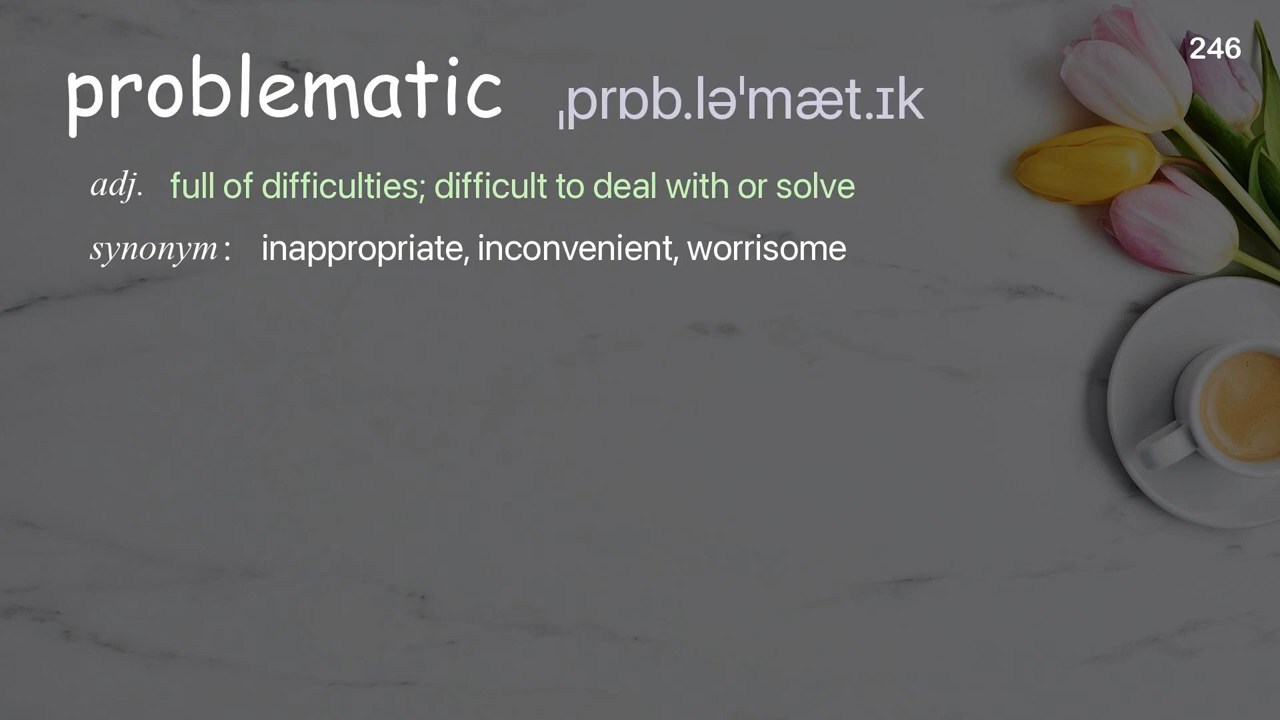 246
problematic ˌprɒb.ləˈmæt.ɪk
adj. full of difficulties; difficult to deal with or solve
synonym: inappropriate, inconvenient, worrisome